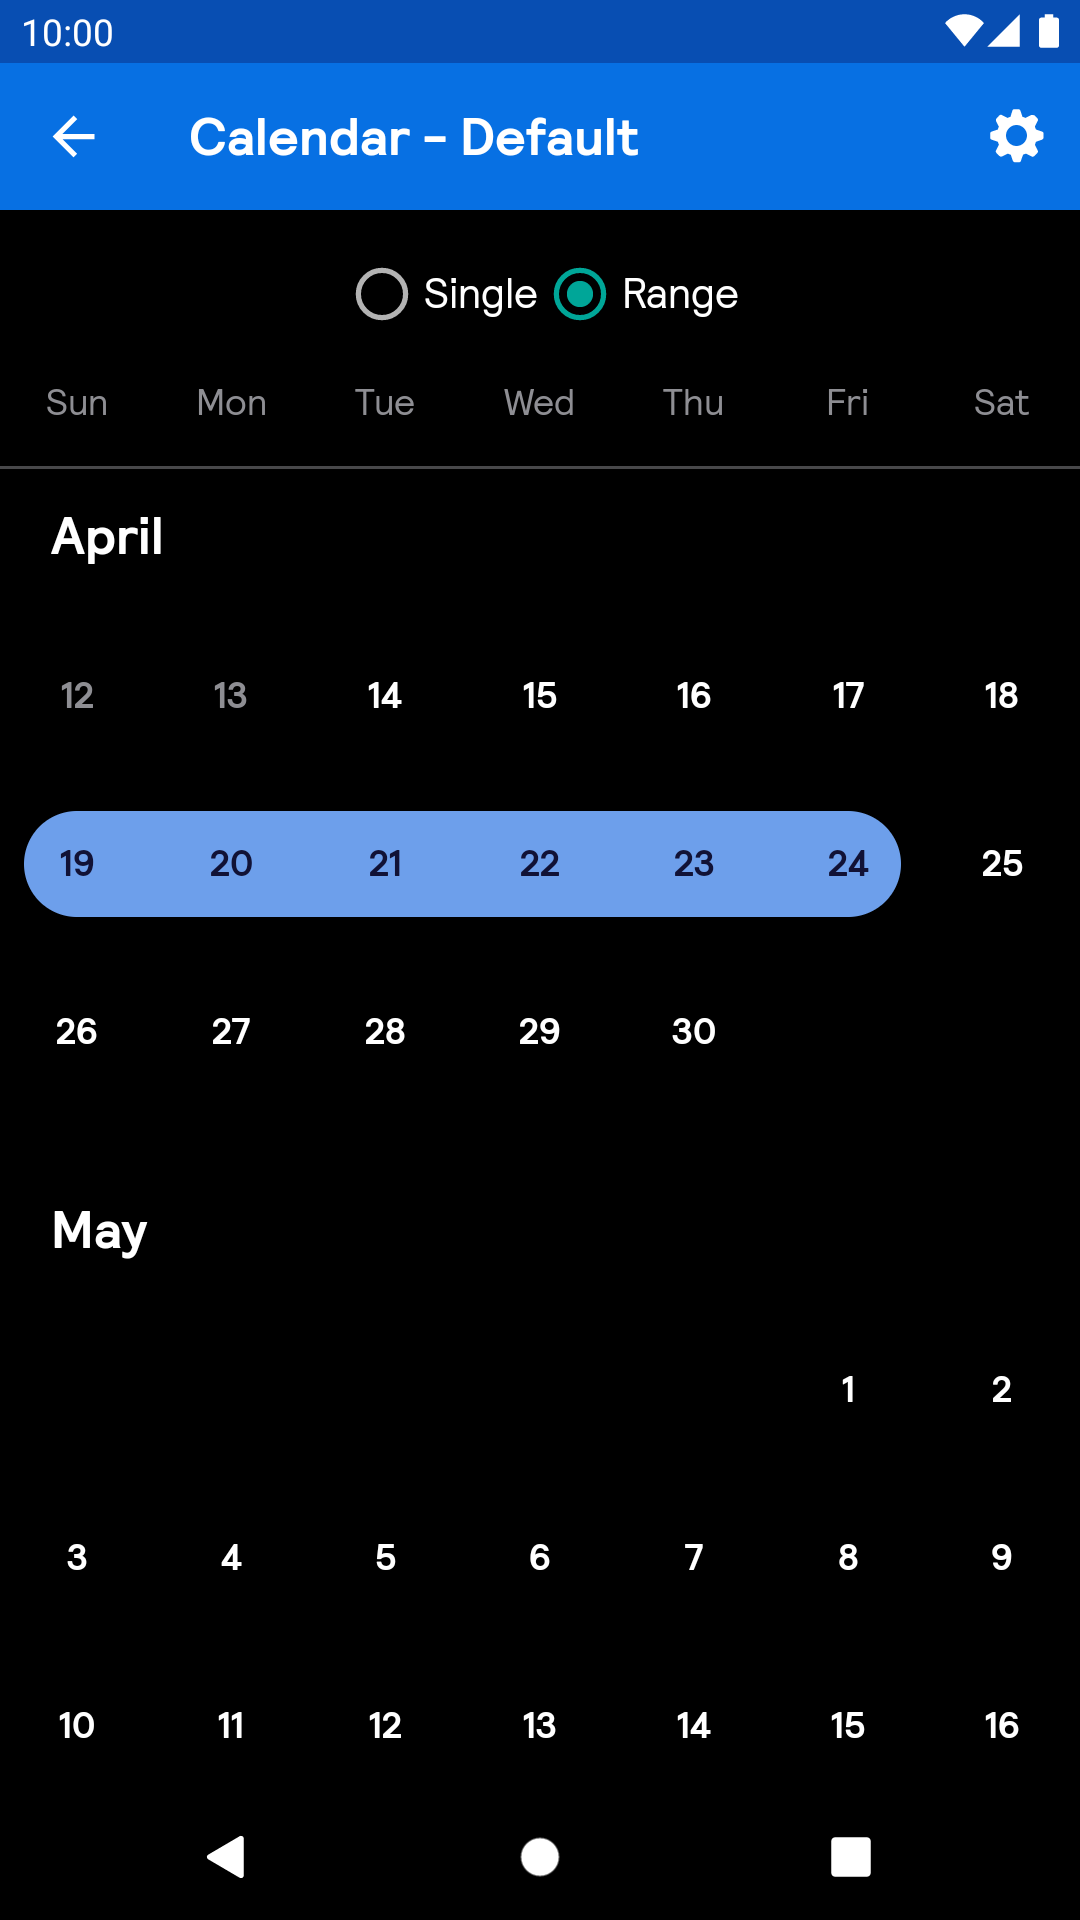 10:00
Calendar - Default
Single Range
Sun Mon Tue Wed Thu Fri Sat
April
12 13 14 15 16 17 18
19 20 21 22 23 24 25
26 27 28 29 30
May
1 2
3 4 5 6 7 8 9
10 11 12 13 14 15 16